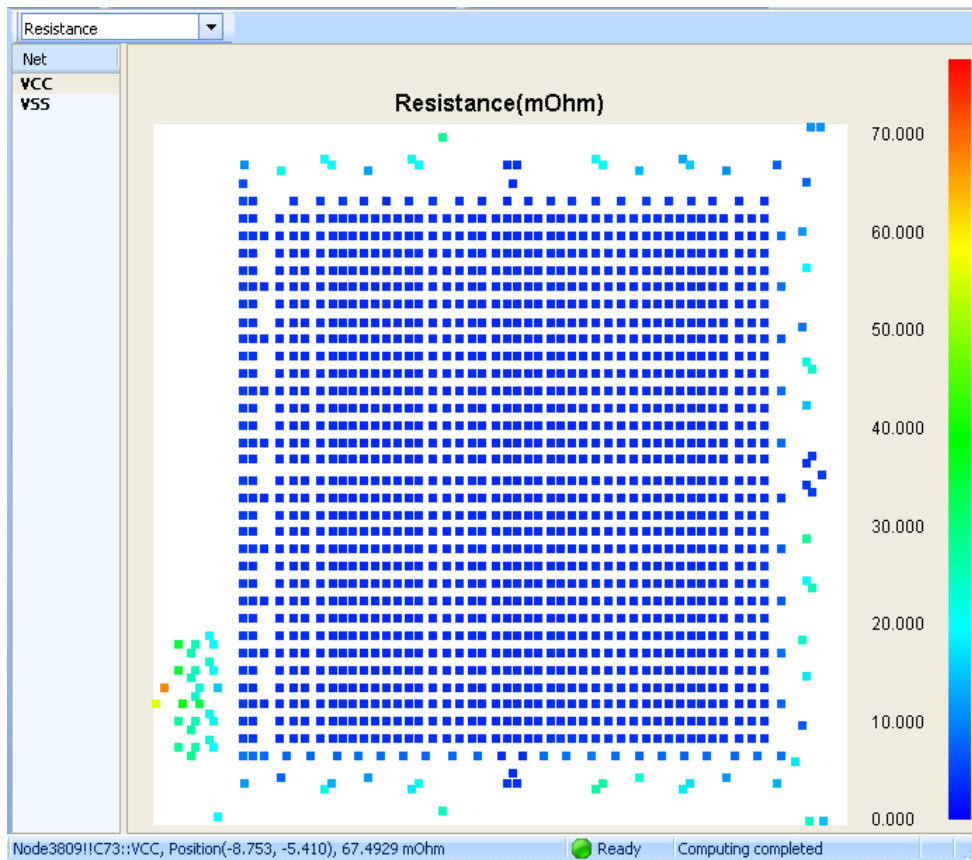 Resistance
Net
VCC
VSS
Resistance(mOhm)
70.000
60.000
50.000
40.000
30.000
20.000
10.000
0.000
Node3809!!C73::VCC, Position(-8.753, -5.410), 67.4929 mOhm
Ready
Computing completed